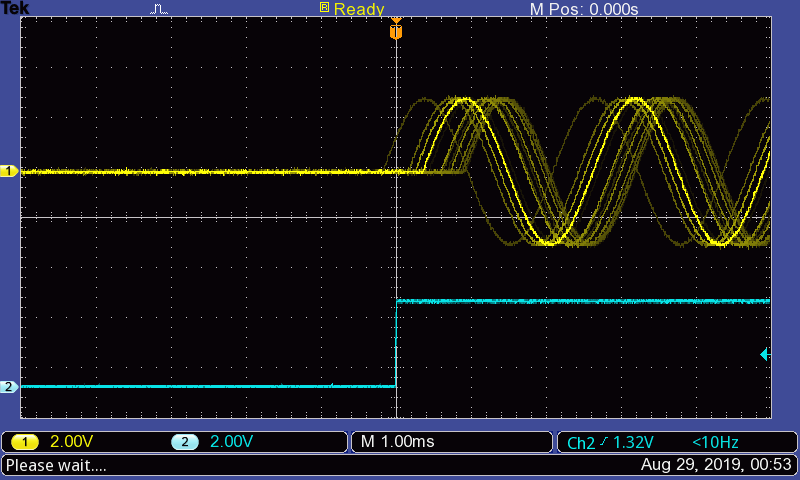 Tek R Ready M Pos: 0.000s
T
1
2
1 2.00V 2 2.00V M 1.00ms Ch2 1.32V <10Hz
Please wait.... Aug 29, 2019, 00:53